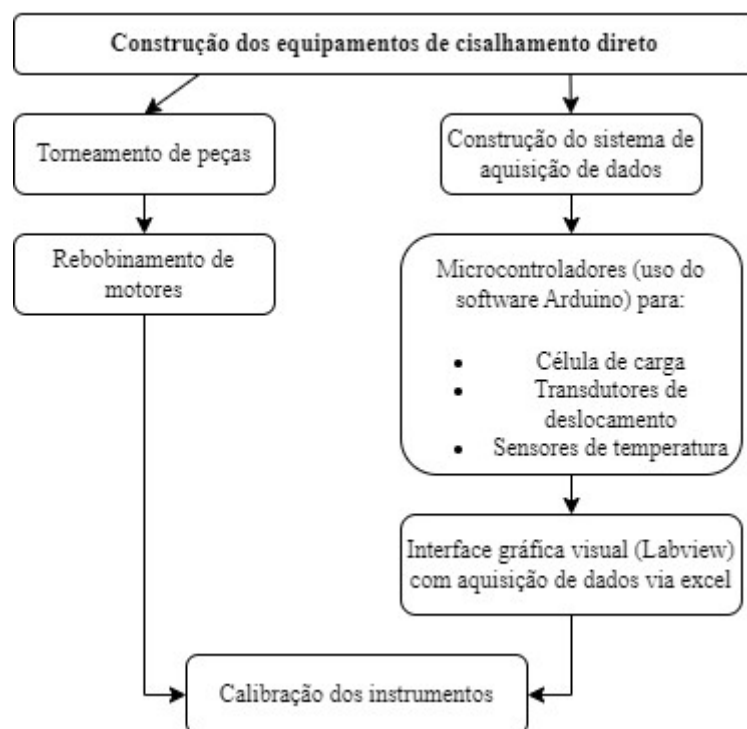 Construção dos equipamentos de cisalhamento direto
Torneamento de peças
Construção do sistema de
aquisição de dados
Rebobinamento de
motores
Microcontroladores (uso do
software Arduino) para:
• Célula de carga
• Transdutores de
deslocamento
• Sensores de temperatura
Interface gráfica visual (Labview)
com aquisição de dados via excel
Calibração dos instrumentos